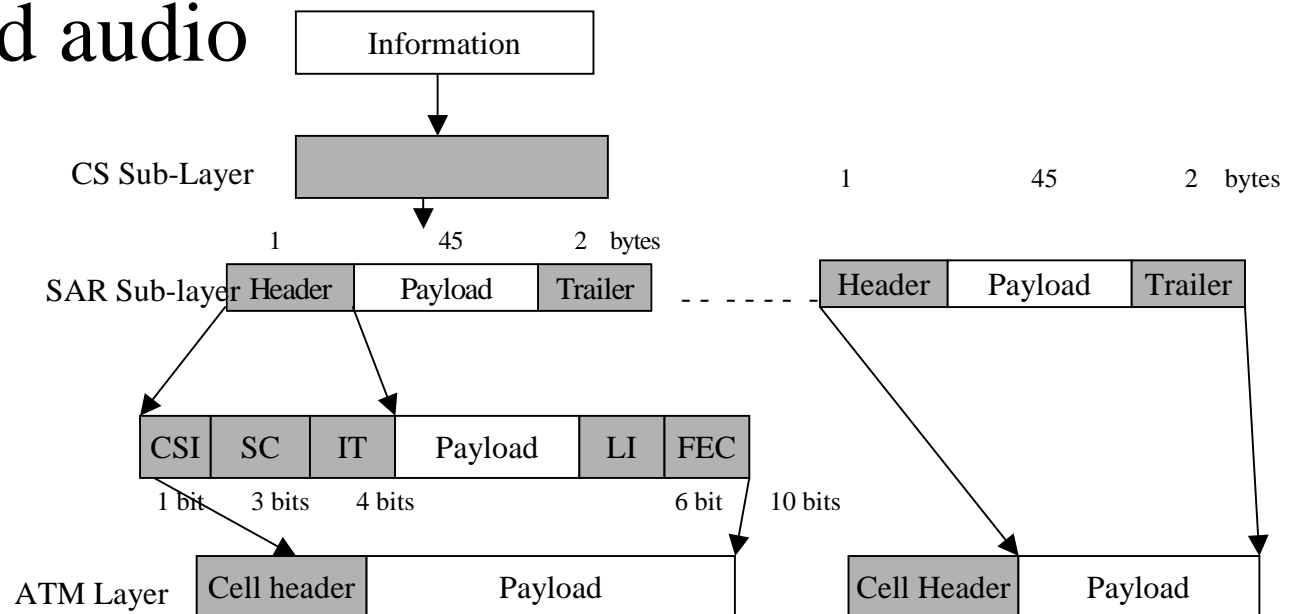 d audio
Information
CS Sub-Layer
1 45 2 bytes
1 45 2 bytes
SAR Sub-layer Header Payload Trailer
Header Payload Trailer
CSI SC IT Payload LI FEC
1 bit 3 bits 4 bits 6 bit 10 bits
ATM Layer Cell header Payload
Cell Header Payload